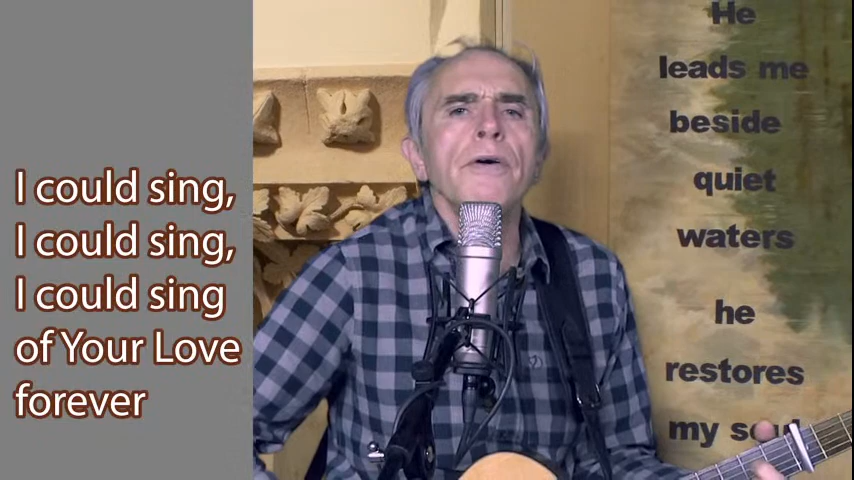 I could sing,
I could sing,
I could sing
of Your Love
forever
He
leads me
beside
quiet
waters
he
restores
my soul